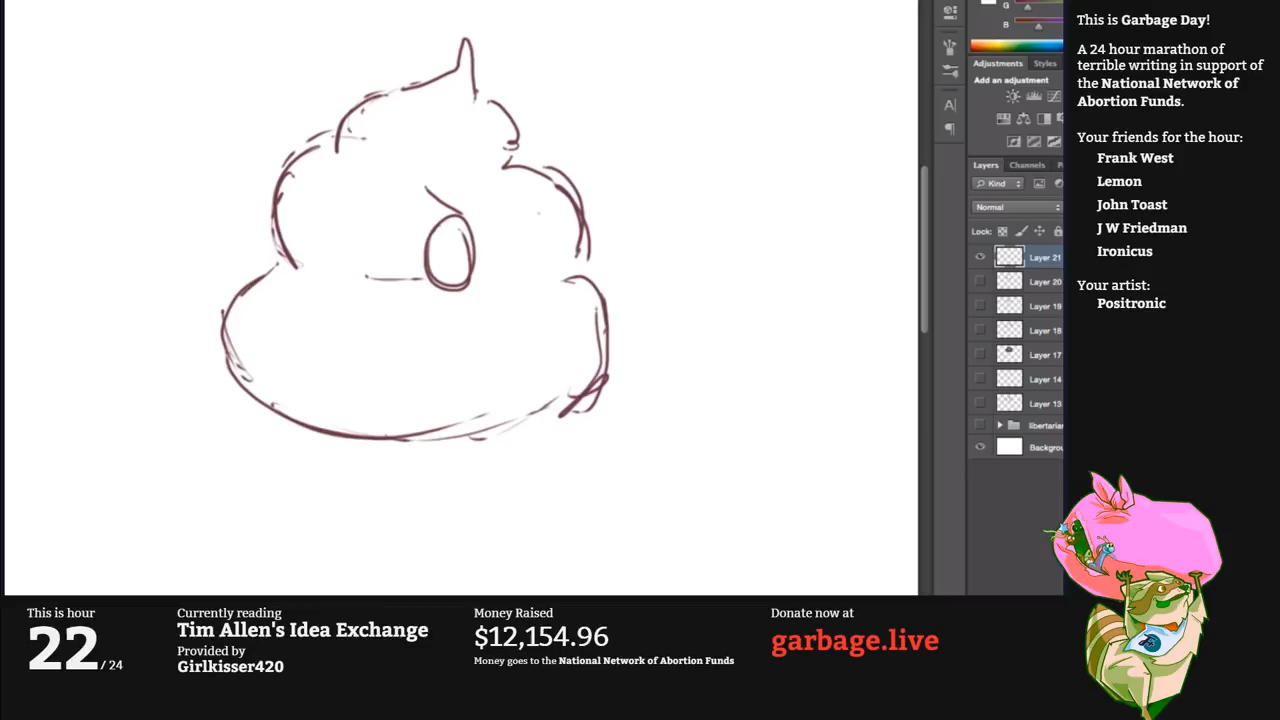 G
B
Adjustments Styles
Add an adjustment
Layers Channels P
Kind
Normal
Lock:
Layer 21
Layer 20
Layer 19
Layer 18
Layer 17
Layer 14
Layer 13
libertarian
Backgrou
This is Garbage Day!
A 24 hour marathon of
terrible writing in support of
the National Network of
Abortion Funds.
Your friends for the hour:
Frank West
Lemon
John Toast
J W Friedman
Ironicus
Your artist:
Positronic
This is hour
22 / 24
Currently reading
Tim Allen's Idea Exchange
Provided by
Girlkisser420
Money Raised
$12,154.96
Money goes to the National Network of Abortion Funds
Donate now at
garbage.live